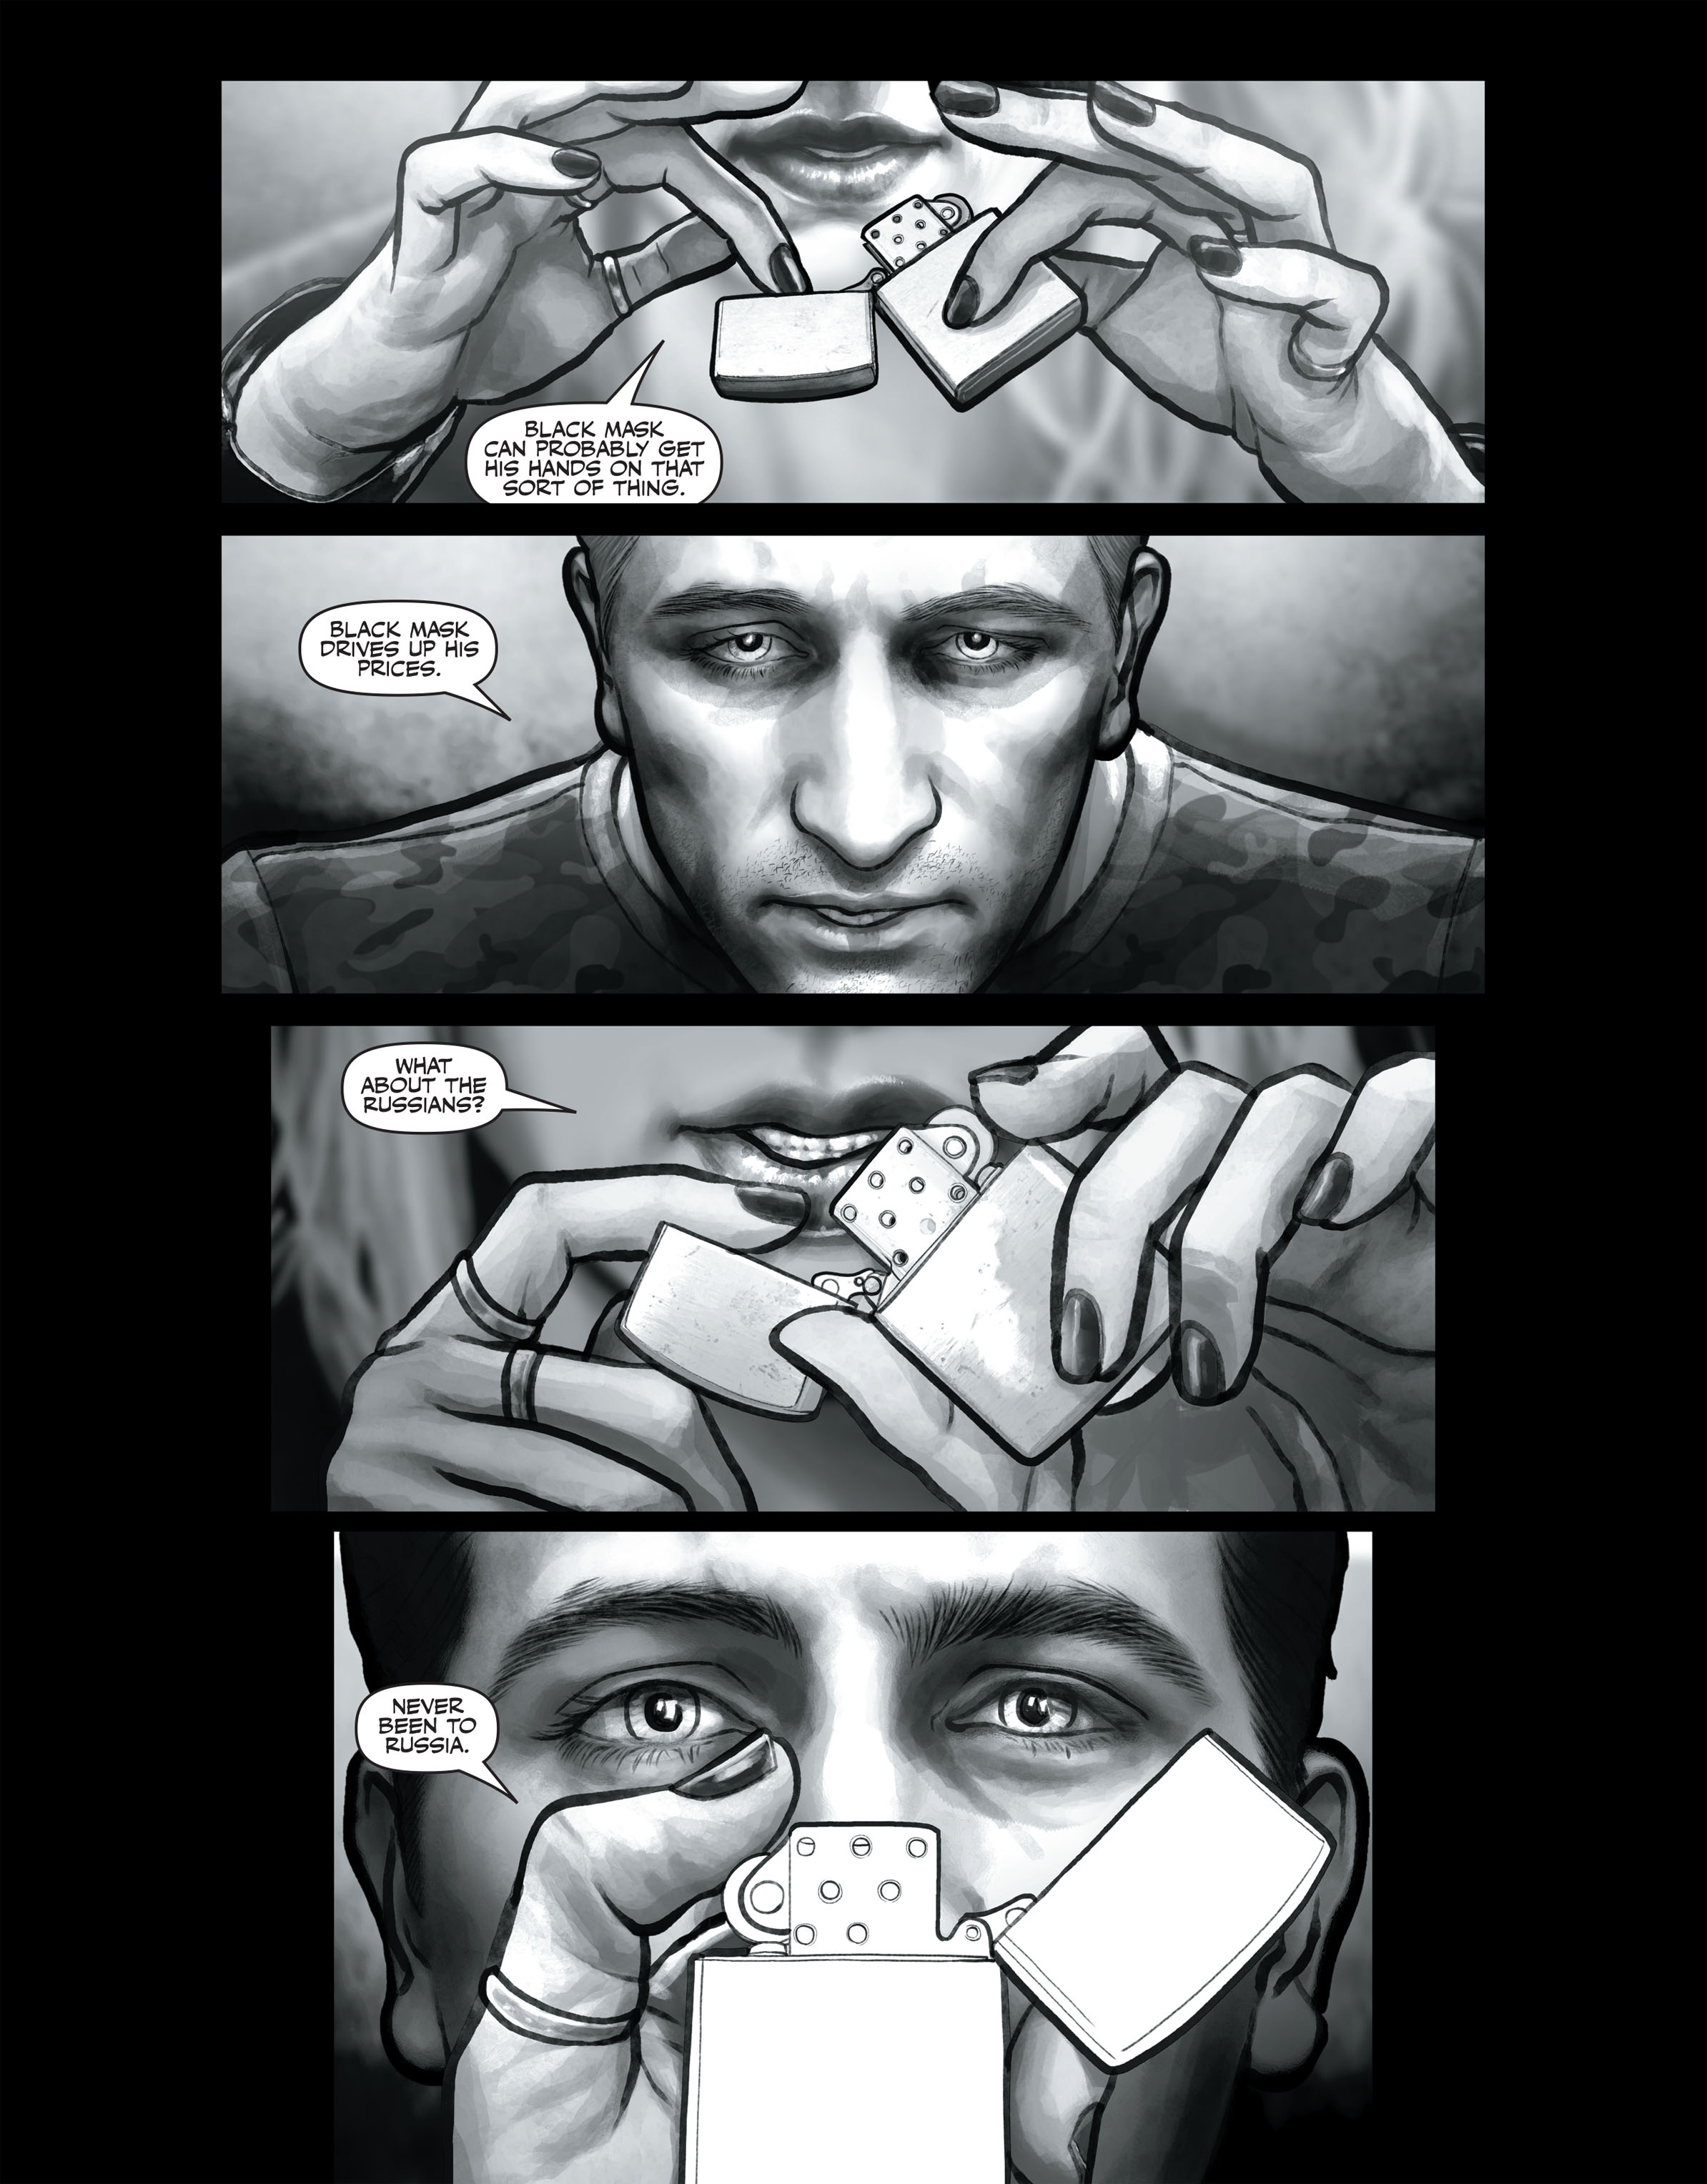 BLACK MASK
CAN PROBABLY GET
HIS HANDS ON THAT
SORT OF THING.
BLACK MASK
DRIVES UP HIS
PRICES.
WHAT
ABOUT THE
RUSSIANS?
NEVER
BEEN TO
RUSSIA.